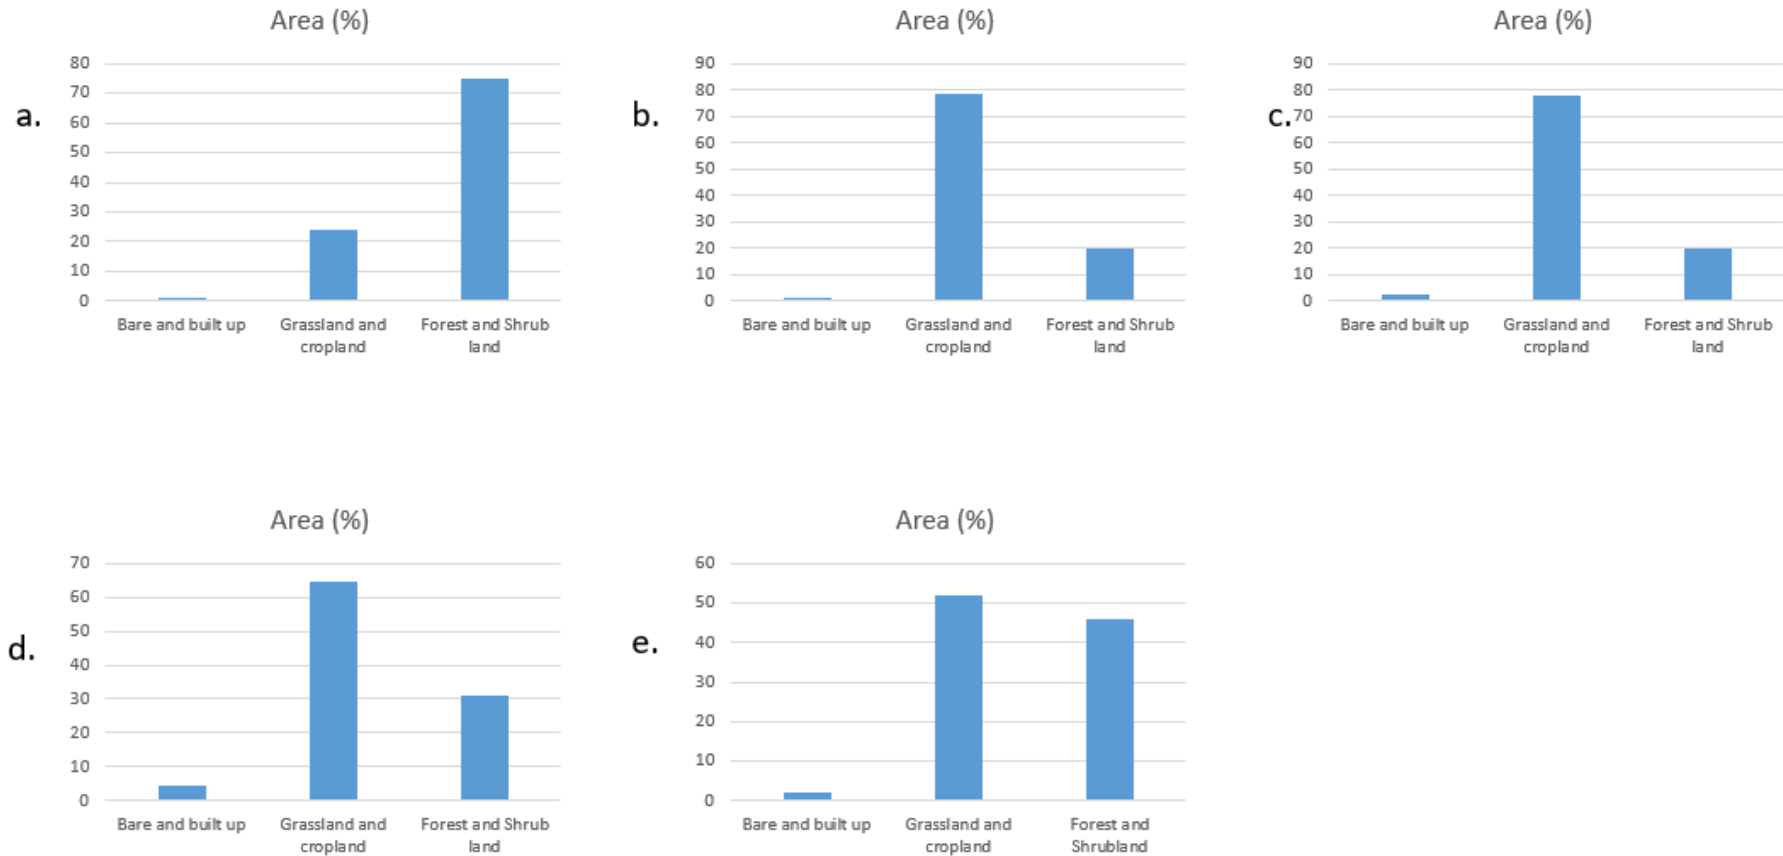 Area (%)
80
70
60
50
40
30
20
10
0
a.
Bare and built up
Grassland and
cropland
Forest and Shrub
land
Area (%)
90
80
70
60
50
40
30
20
10
0
b.
Bare and built up
Grassland and
cropland
Forest and Shrub
land
Area (%)
90
80
70
60
50
40
30
20
10
0
c.
Bare and built up
Grassland and
cropland
Forest and Shrub
land
Area (%)
70
60
50
40
30
20
10
0
d.
Bare and built up
Grassland and
cropland
Forest and Shrub
land
Area (%)
60
50
40
30
20
10
0
e.
Bare and built up
Grassland and
cropland
Forest and
Shrubland